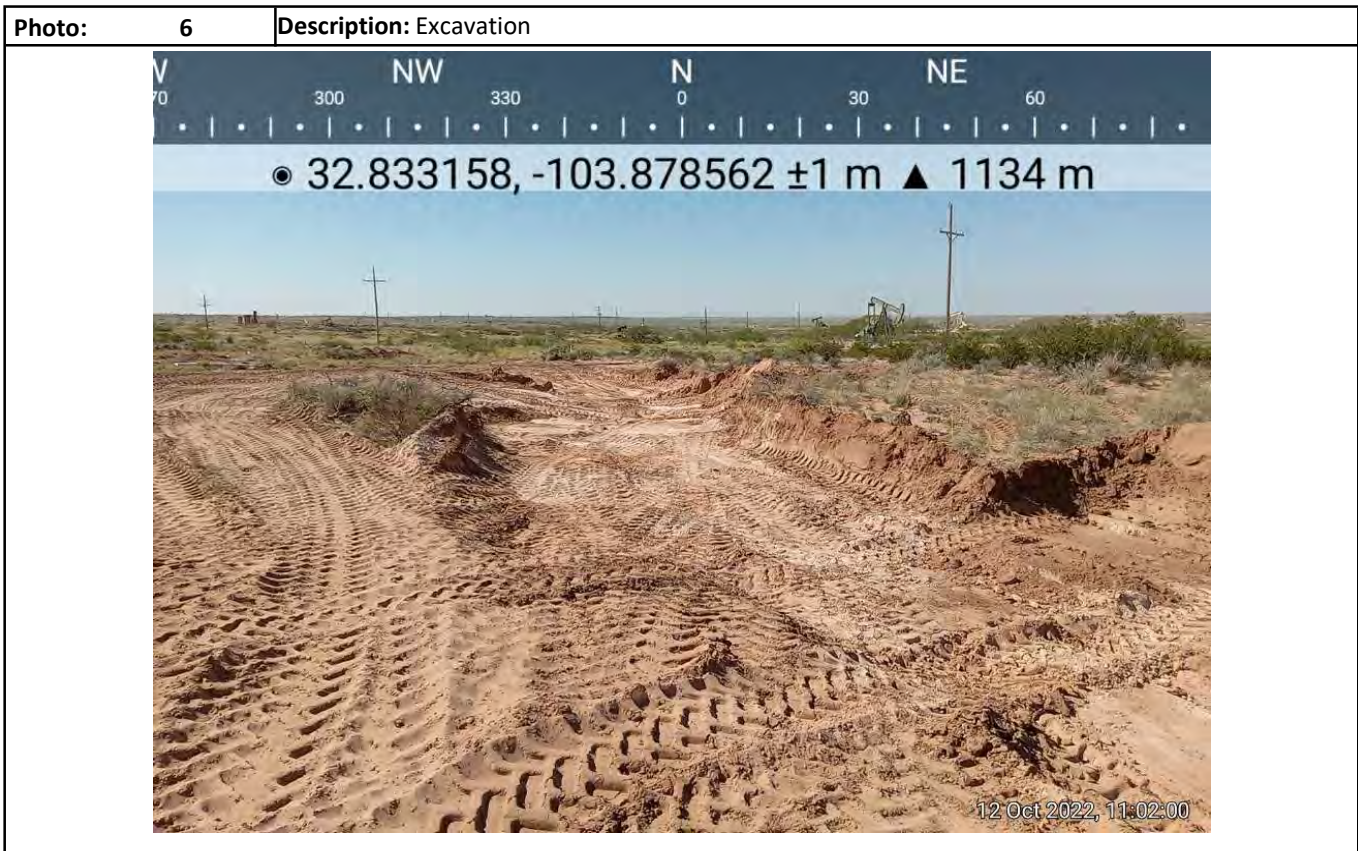 Photo: 6 Description: Excavation
NW N NE
70 300 330 0 30 60
32.833158, -103.878562 ±1 m ▲ 1134 m
12 Oct 2022, 11:02:00